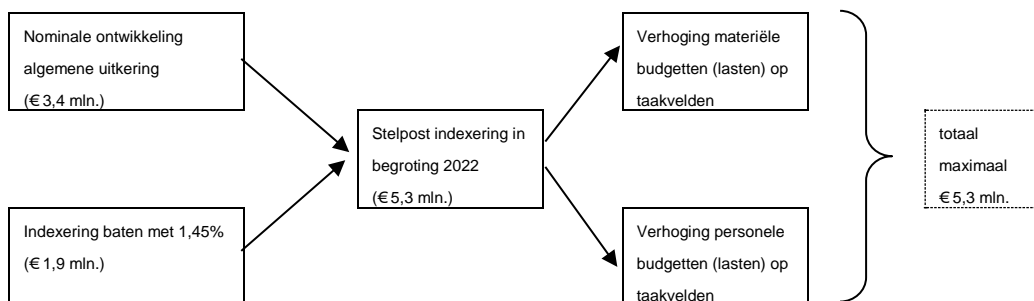 Nominale ontwikkeling
algemene uitkering
(€ 3,4 mln.)
Indexering baten met 1,45%
(€ 1,9 mln.)
Stelpost indexering in
begroting 2022
(€ 5,3 mln.)
Verhoging materiële
budgetten (lasten) op
taakvelden
Verhoging personele
budgetten (lasten) op
taakvelden
totaal
maximaal
€ 5,3 mln.